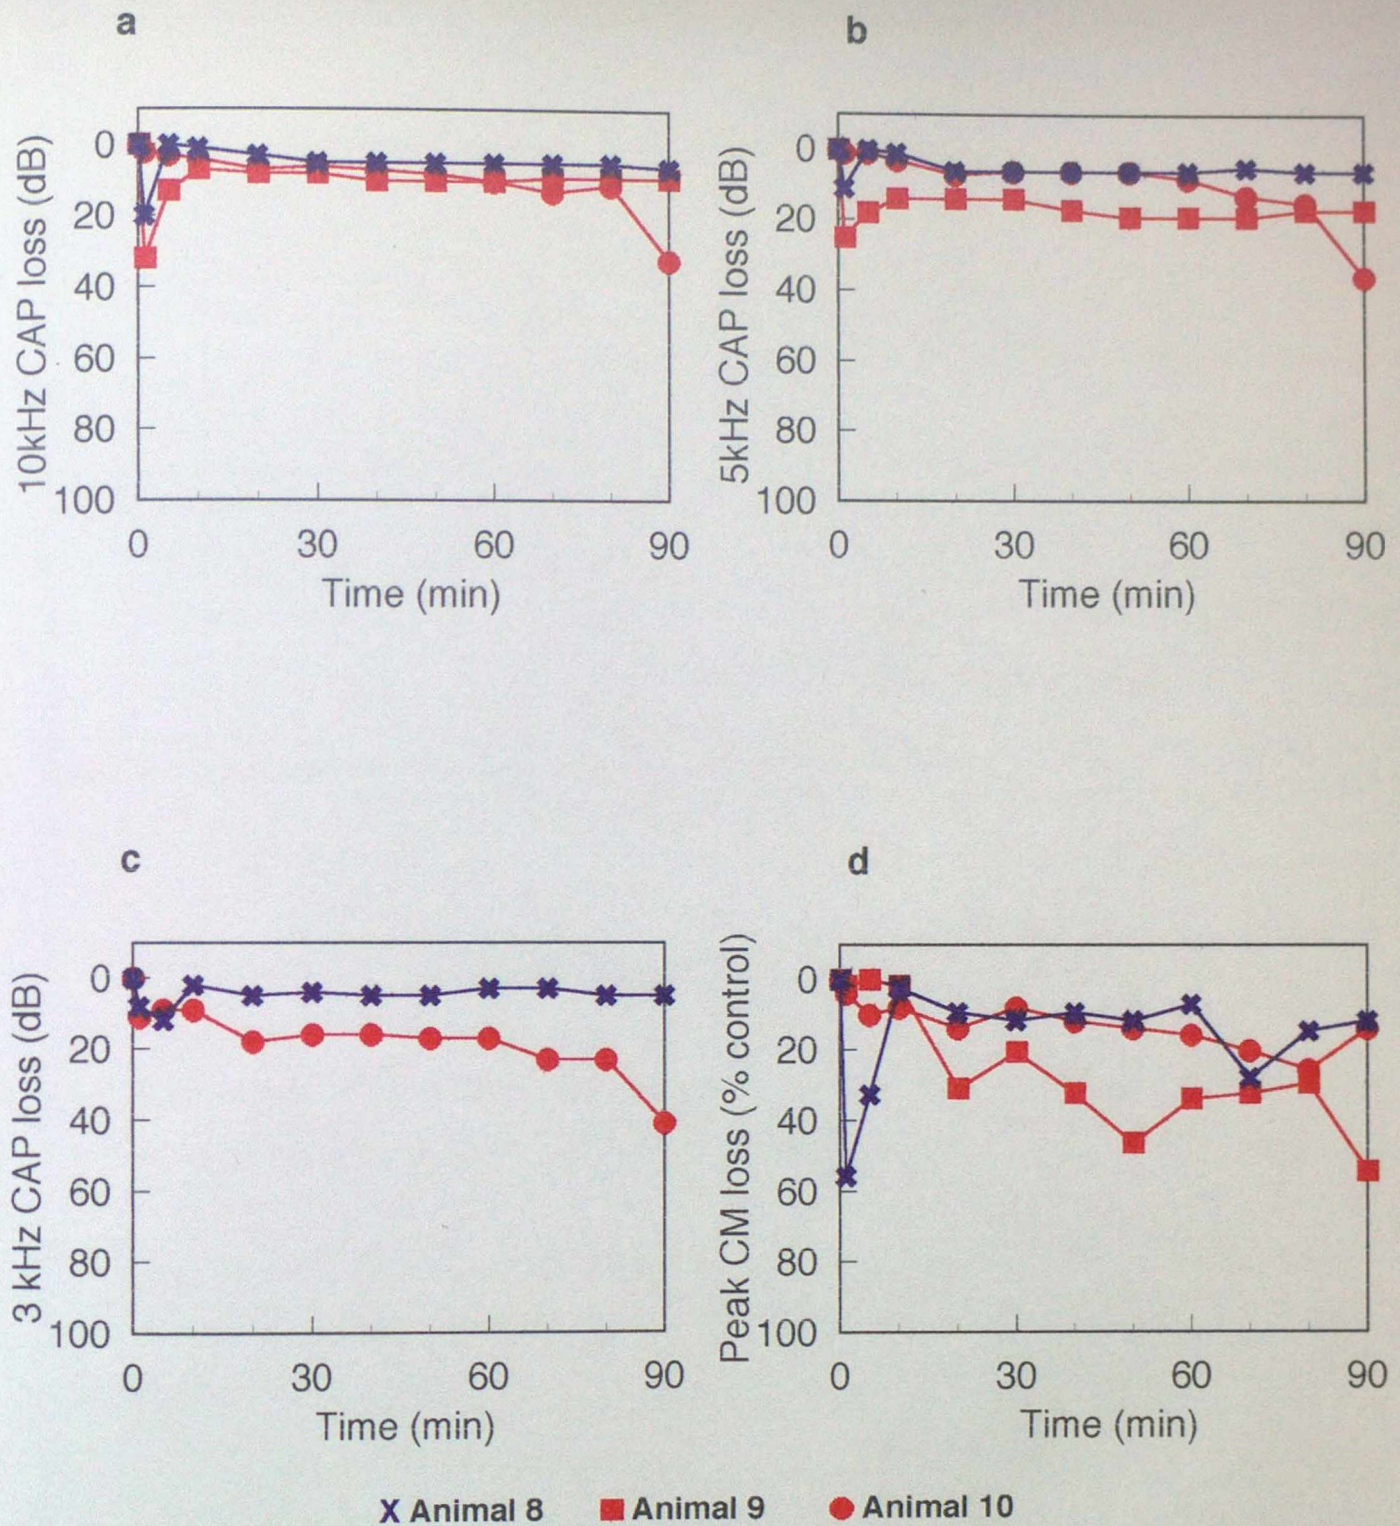 a
b
10kHz CAP loss (dB)
0
20
40
60
80
100
0 30 60 90
Time (min)
5kHz CAP loss (dB)
0
20
40
60
80
100
0 30 60 90
Time (min)
c
d
3 kHz CAP loss (dB)
0
20
40
60
80
100
0 30 60 90
Time (min)
Peak CM loss (% control)
0
20
40
60
80
100
0 30 60 90
Time (min)
Animal 8 Animal 9 Animal 10